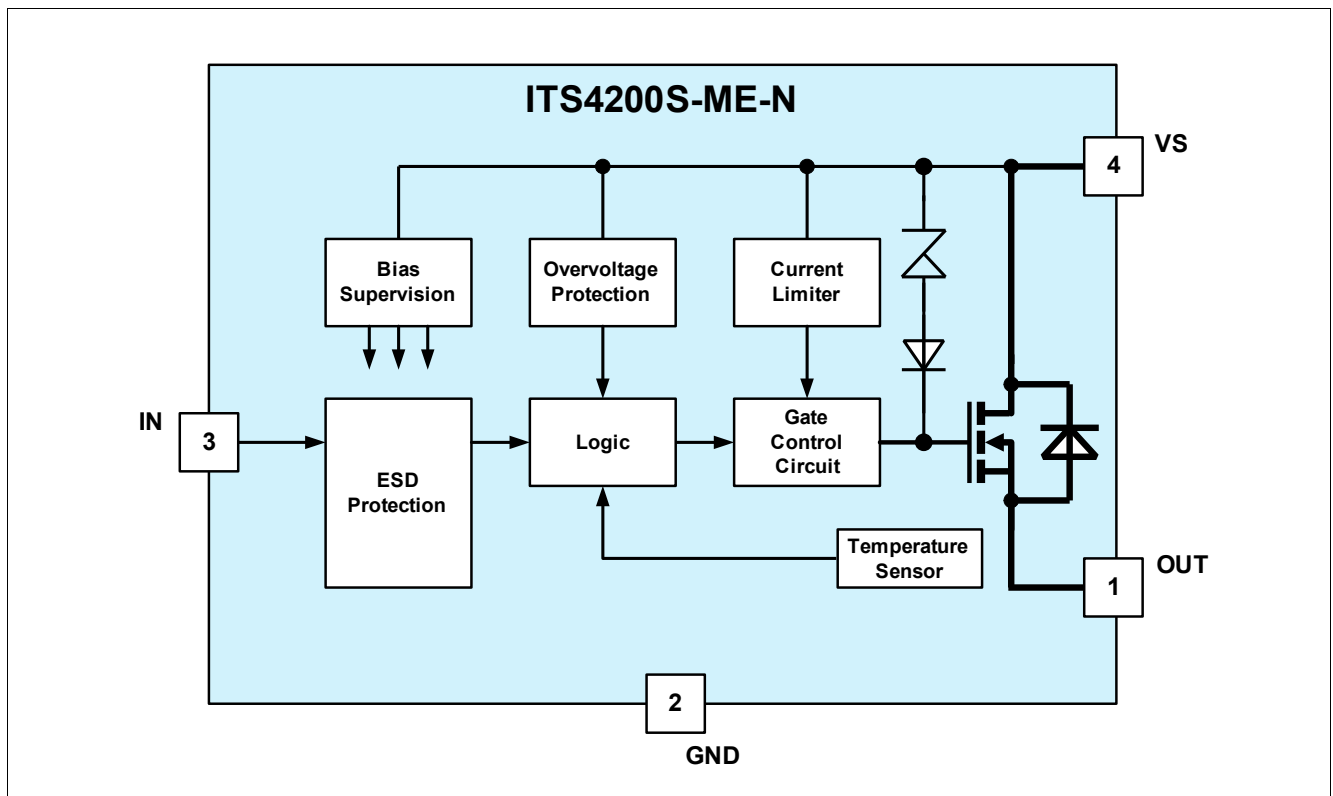 ITS4200S-ME-N
VS
4
Bias
Supervision
Overvoltage
Protection
Current
Limiter
IN
3
ESD
Protection
Logic
Gate
Control
Circuit
Temperature
Sensor
OUT
1
2
GND